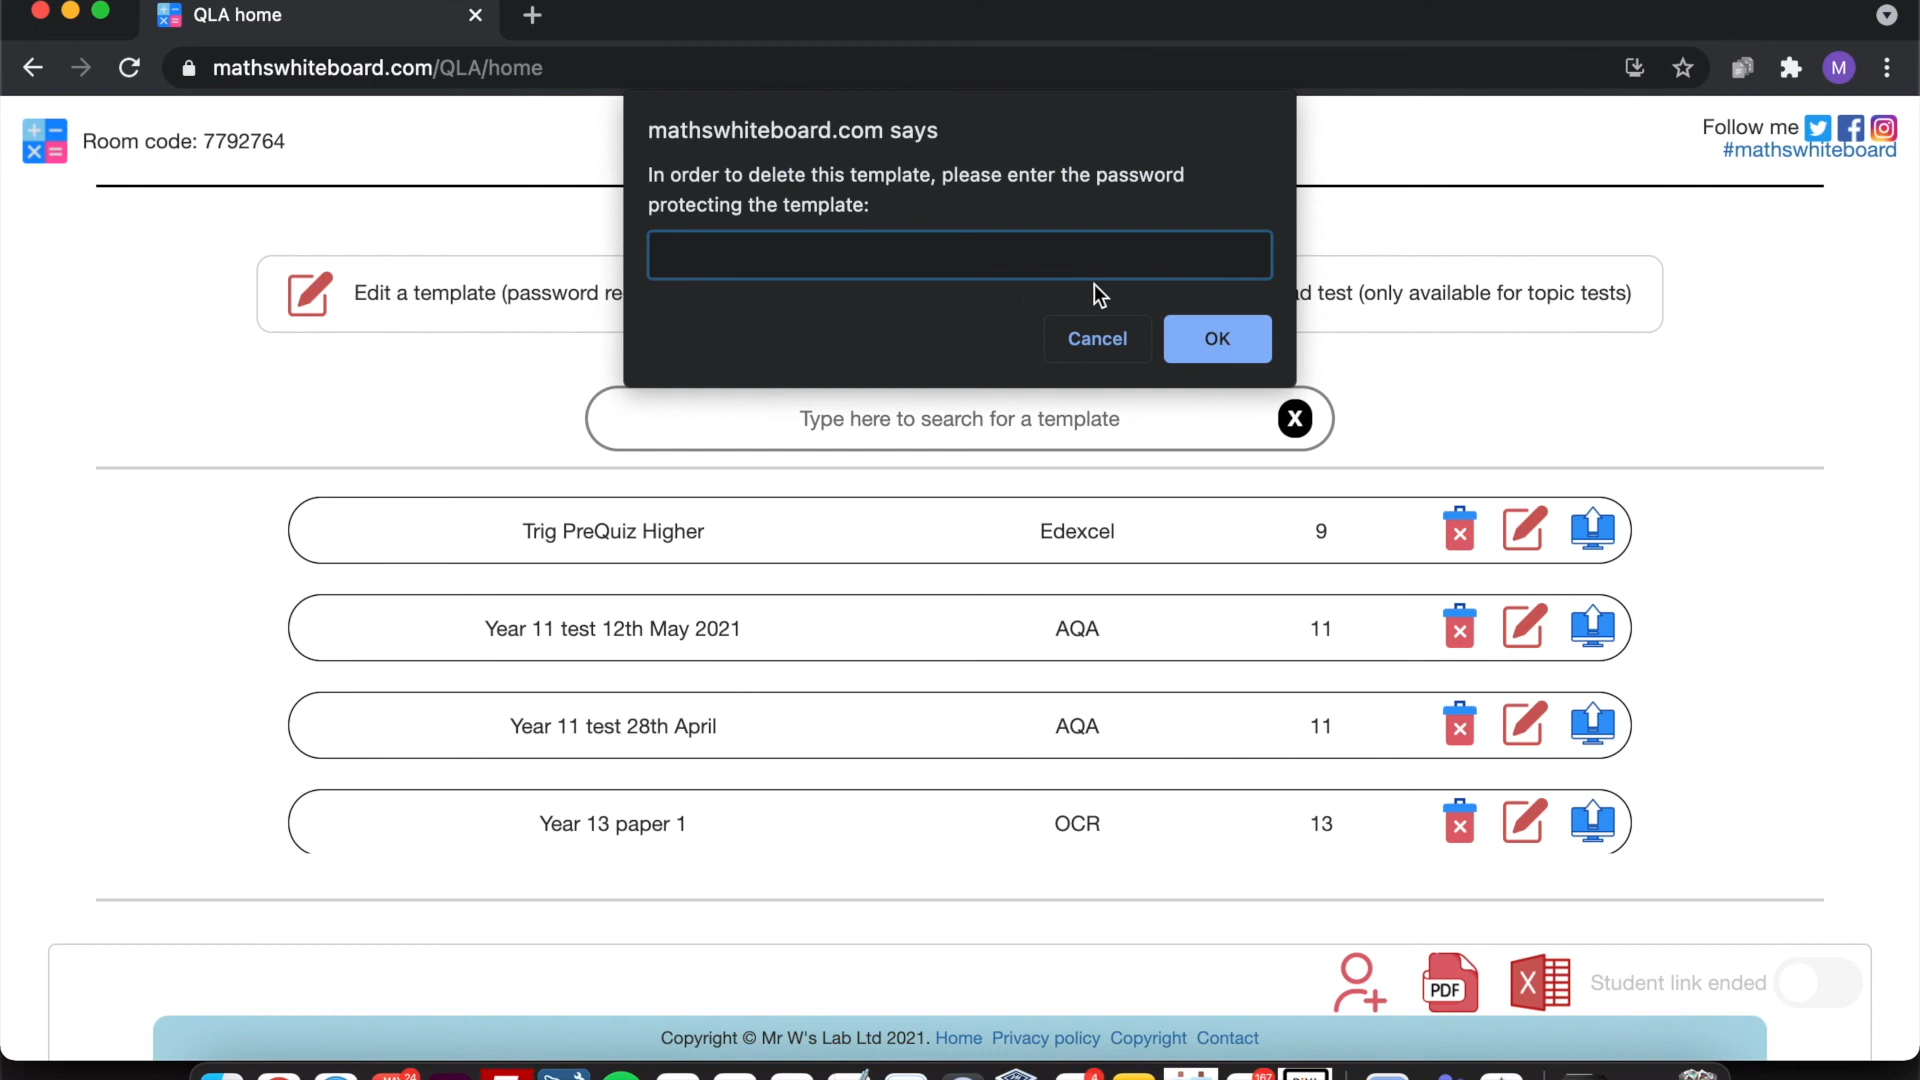 QLA home
mathswhiteboard.com/QLA/home
M
Room code: 7792764
Follow me
#mathswhiteboard
mathswhiteboard.com says
In order to delete this template, please enter the password
protecting the template:
Cancel
OK
Edit a template (password re
d test (only available for topic tests)
Type here to search for a template
X
Trig PreQuiz Higher Edexcel 9
Year 11 test 12th May 2021 AQA 11
Year 11 test 28th April AQA 11
Year 13 paper 1 OCR 13
PDF
X
Student link ended
Copyright © Mr W's Lab Ltd 2021. Home Privacy policy Copyright Contact
24
4
167